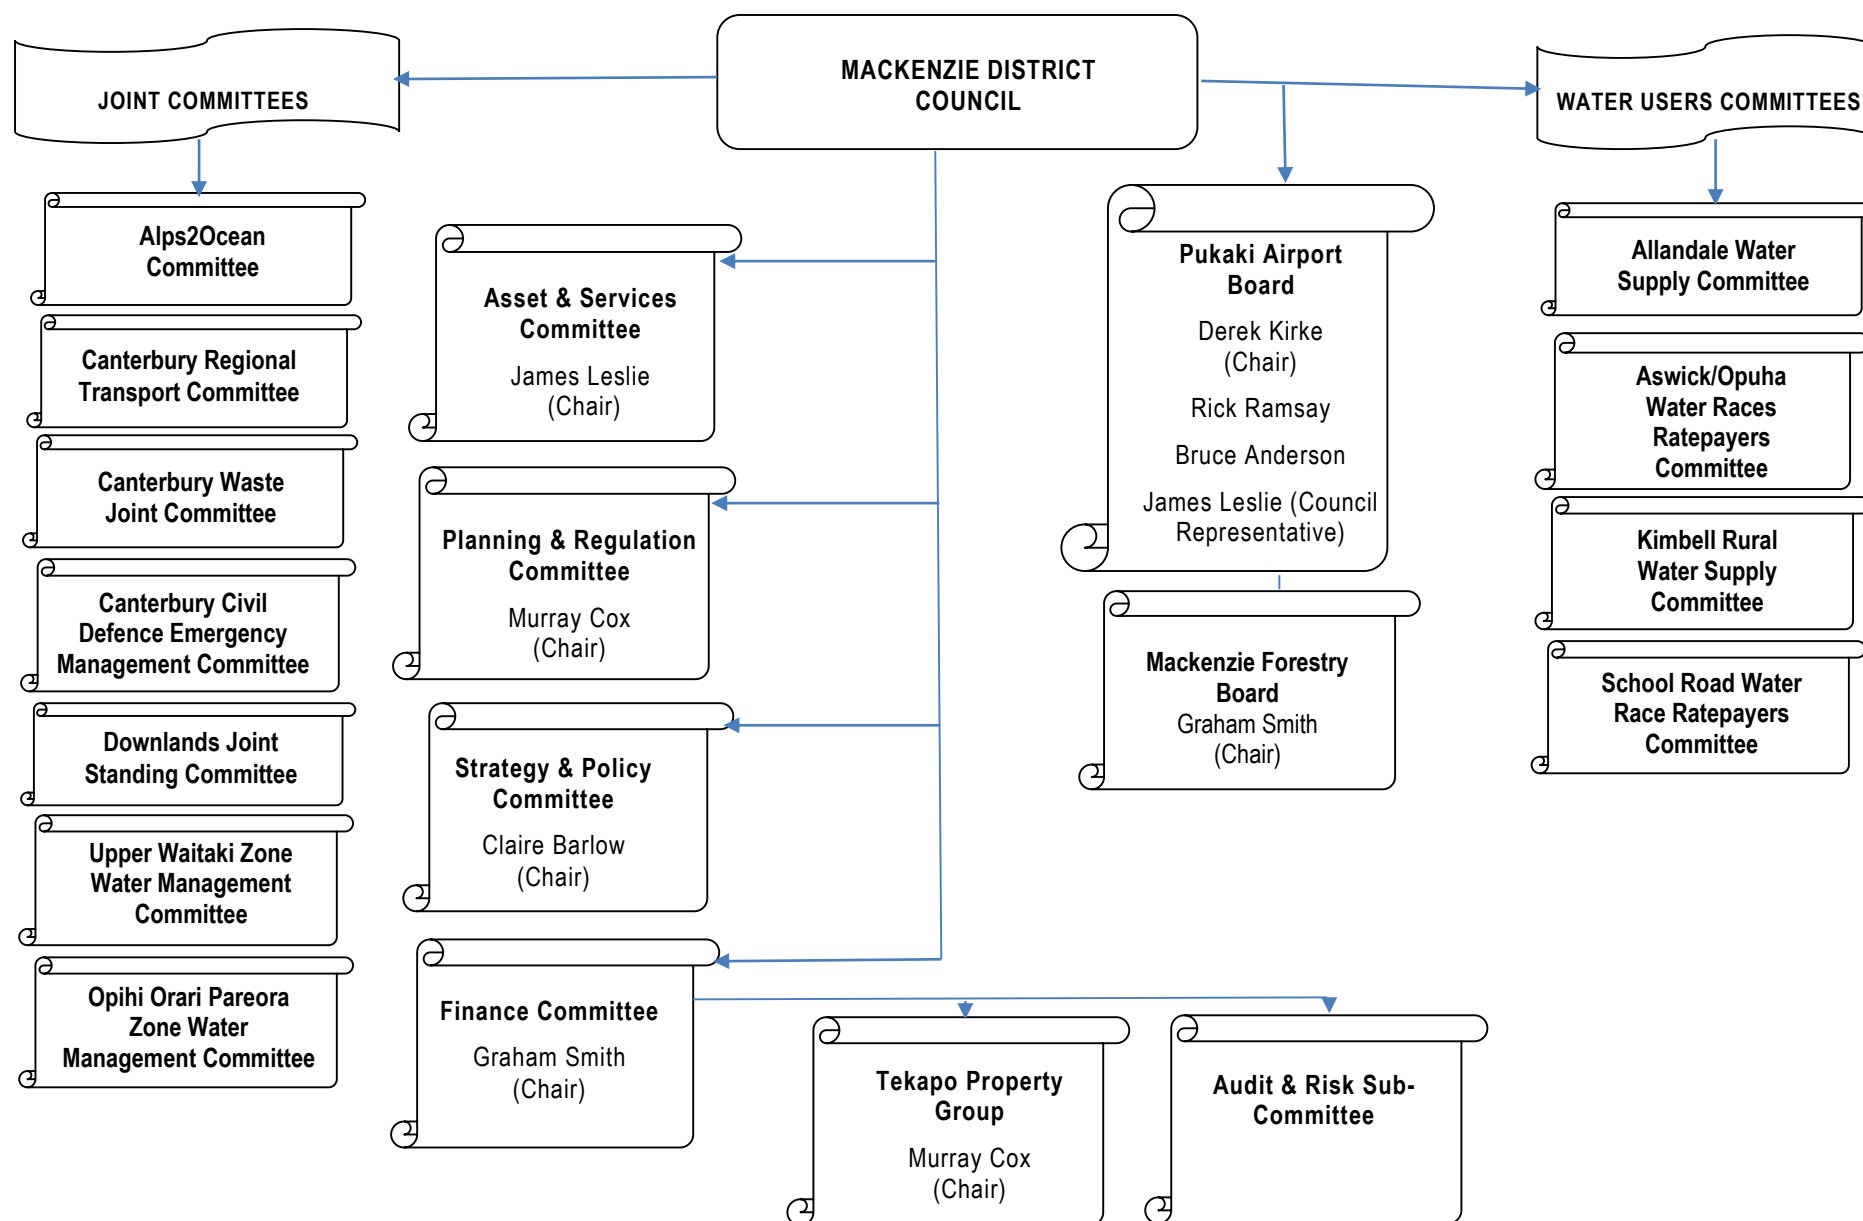 MACKENZIE DISTRICT
COUNCIL
JOINT COMMITTEES
WATER USERS COMMITTEES
Alps2Ocean
Committee
Canterbury Regional
Transport Committee
Canterbury Waste
Joint Committee
Canterbury Civil
Defence Emergency
Management Committee
Downlands Joint
Standing Committee
Upper Waitaki Zone
Water Management
Committee
Opihi Orari Pareora
Zone Water
Management Committee
Asset & Services
Committee
James Leslie
(Chair)
Planning & Regulation
Committee
Murray Cox
(Chair)
Strategy & Policy
Committee
Claire Barlow
(Chair)
Finance Committee
Graham Smith
(Chair)
Tekapo Property
Group
Murray Cox
(Chair)
Audit & Risk Sub-
Committee
Pukaki Airport
Board
Derek Kirke
(Chair)
Rick Ramsay
Bruce Anderson
James Leslie (Council
Representative)
Mackenzie Forestry
Board
Graham Smith
(Chair)
Allandale Water
Supply Committee
Aswick/Opuha
Water Races
Ratepayers
Committee
Kimbell Rural
Water Supply
Committee
School Road Water
Race Ratepayers
Committee